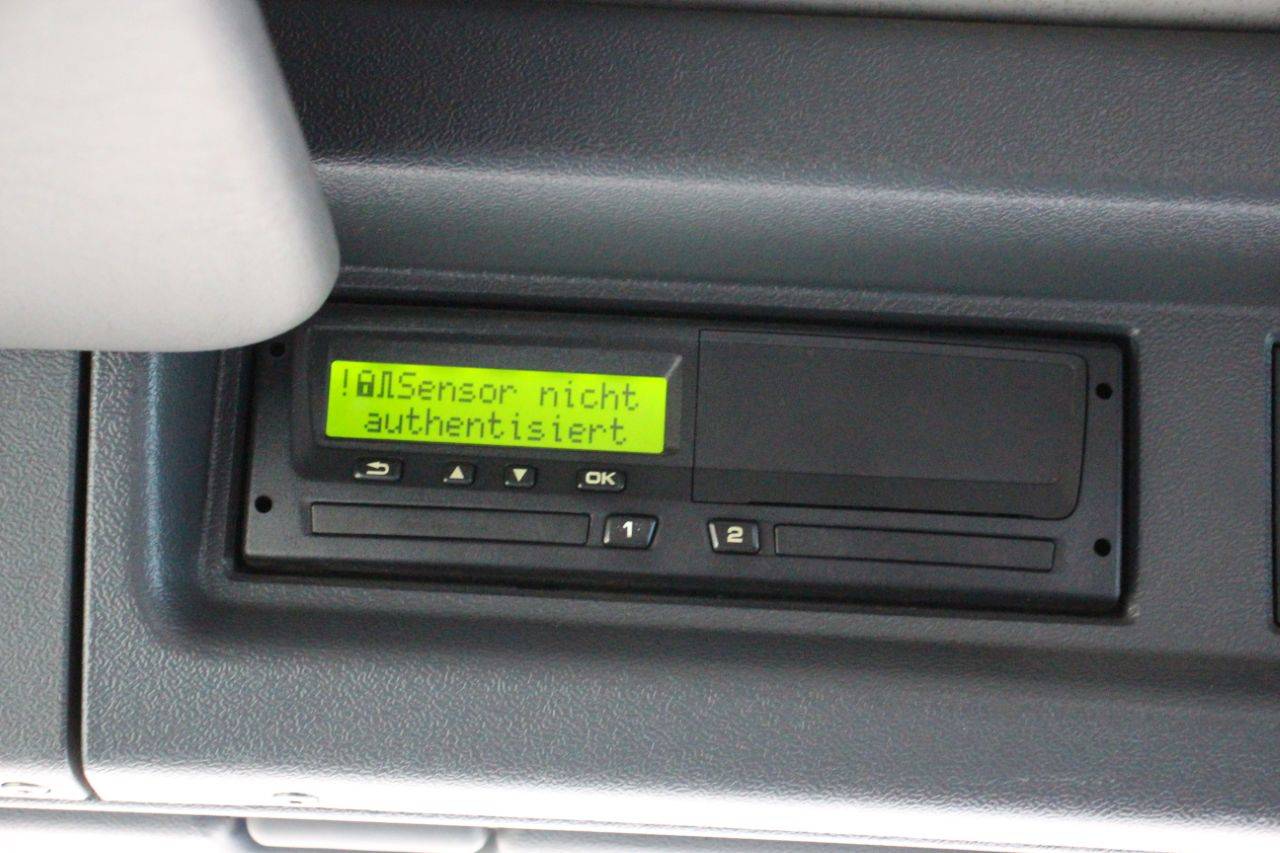 !Sensor nicht
authentisiert
OK
1
2